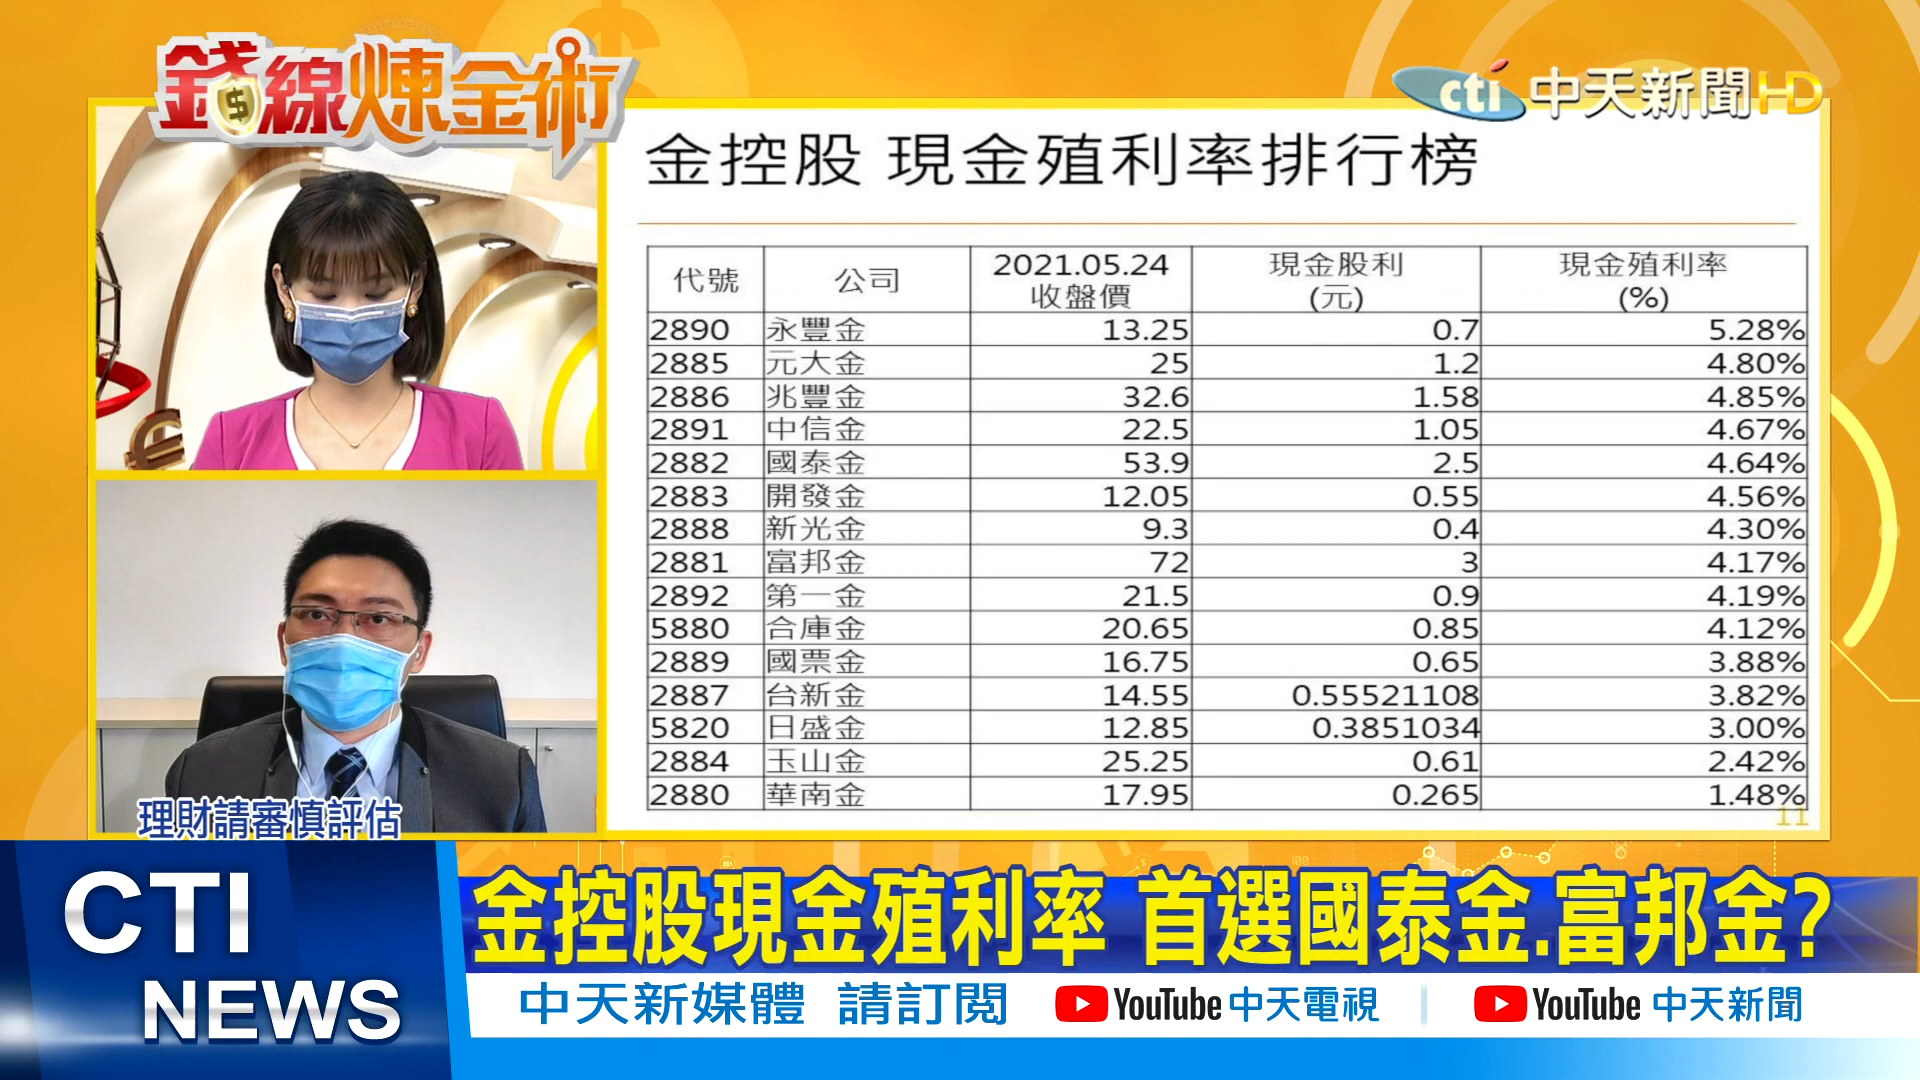 錢線煉金術
cti 中天新聞HD
金控股 現金殖利率排行榜
代號 公司 2021.05.24 收盤價 現金股利 (元) 現金殖利率 (%)
2890 永豐金 13.25 0.7 5.28%
2885 元大金 25 1.2 4.80%
2886 兆豐金 32.6 1.58 4.85%
2891 中信金 22.5 1.05 4.67%
2882 國泰金 53.9 2.5 4.64%
2883 開發金 12.05 0.55 4.56%
2888 新光金 9.3 0.4 4.30%
2881 富邦金 72 3 4.17%
2892 第一金 21.5 0.9 4.19%
5880 合庫金 20.65 0.85 4.12%
2889 國票金 16.75 0.65 3.88%
2887 台新金 14.55 0.55521108 3.82%
5820 日盛金 12.85 0.3851034 3.00%
2884 玉山金 25.25 0.61 2.42%
2880 華南金 17.95 0.265 1.48%
11
理財請審慎評估
CTI
NEWS
金控股現金殖利率 首選國泰金.富邦金?
中天新媒體 請訂閱 YouTube 中天電視 | YouTube 中天新聞